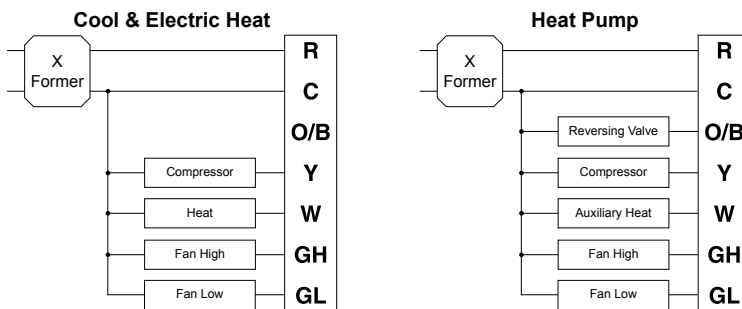 Cool & Electric Heat
X
Former
R
C
O/B
Compressor
Y
Heat
W
Fan High
GH
Fan Low
GL
Heat Pump
X
Former
R
C
Reversing Valve
O/B
Compressor
Y
Auxiliary Heat
W
Fan High
GH
Fan Low
GL